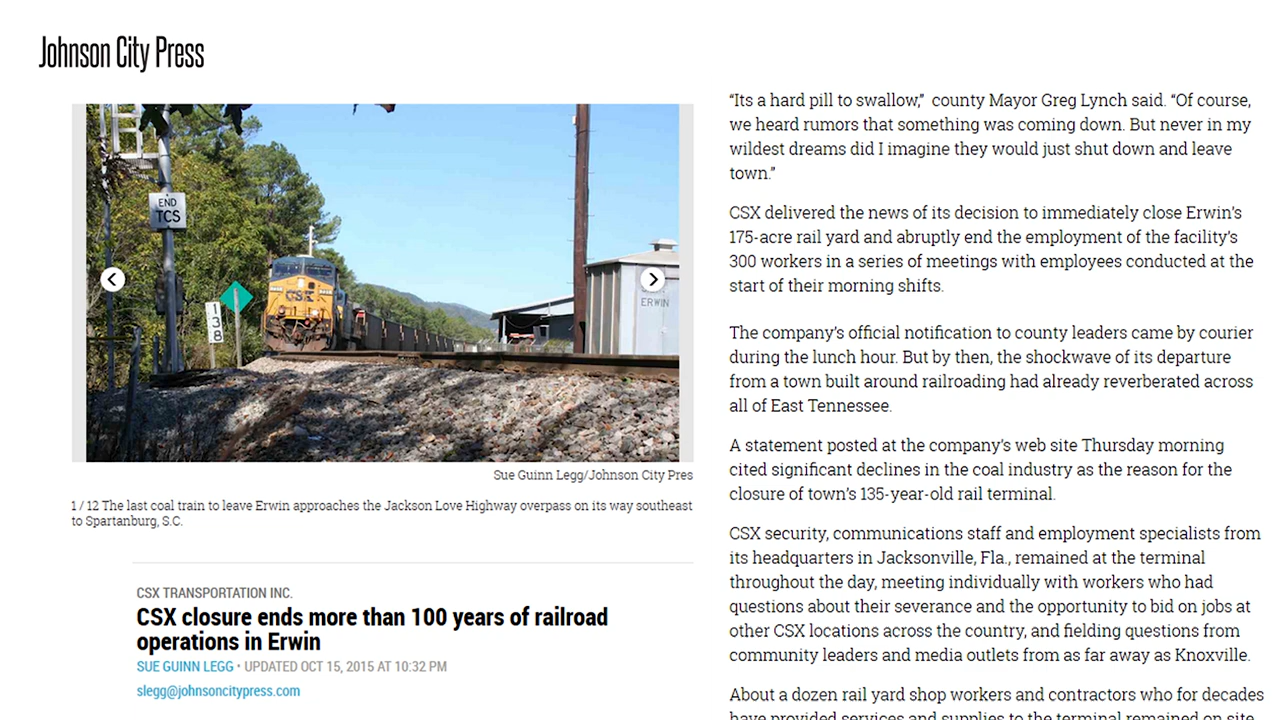 Johnson City Press
END
TCS
1
3
8
CSX
ERWIN
Sue Guinn Legg/Johnson City Pres
1 / 12 The last coal train to leave Erwin approaches the Jackson Love Highway overpass on its way southeast
to Spartanburg, S.C.
CSX TRANSPORTATION INC.
CSX closure ends more than 100 years of railroad
operations in Erwin
SUE GUINN LEGG • UPDATED OCT 15, 2015 AT 10:32 PM
slegg@johnsoncitypress.com
“Its a hard pill to swallow,” county Mayor Greg Lynch said. “Of course,
we heard rumors that something was coming down. But never in my
wildest dreams did I imagine they would just shut down and leave
town.”
CSX delivered the news of its decision to immediately close Erwin’s
175-acre rail yard and abruptly end the employment of the facility’s
300 workers in a series of meetings with employees conducted at the
start of their morning shifts.
The company’s official notification to county leaders came by courier
during the lunch hour. But by then, the shockwave of its departure
from a town built around railroading had already reverberated across
all of East Tennessee.
A statement posted at the company’s web site Thursday morning
cited significant declines in the coal industry as the reason for the
closure of town’s 135-year-old rail terminal.
CSX security, communications staff and employment specialists from
its headquarters in Jacksonville, Fla., remained at the terminal
throughout the day, meeting individually with workers who had
questions about their severance and the opportunity to bid on jobs at
other CSX locations across the country, and fielding questions from
community leaders and media outlets from as far away as Knoxville.
About a dozen rail yard shop workers and contractors who for decades
have provided services and supplies to the terminal remained on site